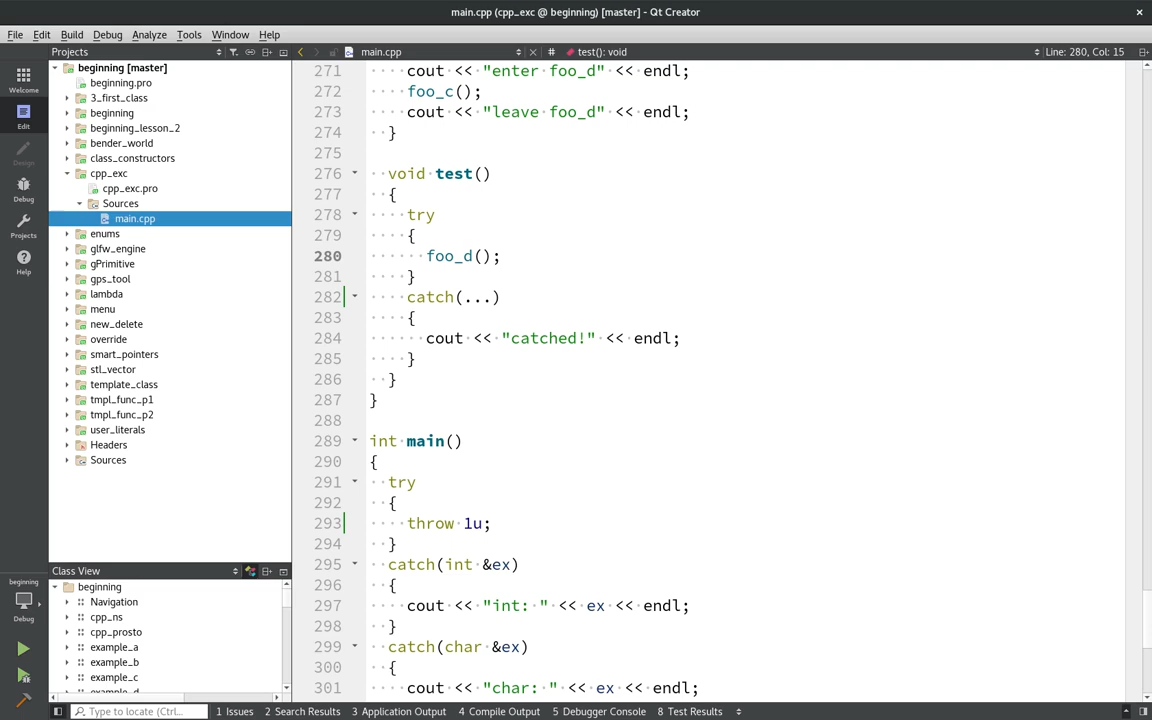 main.cpp (cpp_exc @ beginning) [master] - Qt Creator
File Edit Build Debug Analyze Tools Window Help
Projects main.cpp # test(): void Line: 280, Col: 15
Welcome
Edit
Design
Debug
Projects
Help
beginning [master]
beginning.pro
3_first_class
beginning
beginning_lesson_2
bender_world
class_constructors
cpp_exc
cpp_exc.pro
Sources
main.cpp
enums
glfw_engine
gPrimitive
gps_tool
lambda
menu
new_delete
override
smart_pointers
stl_vector
template_class
tmpl_func_p1
tmpl_func_p2
user_literals
Headers
Sources
Class View
beginning
Navigation
cpp_ns
cpp_prosto
example_a
example_b
example_c
example_d
beginning
Debug
271 cout << "enter foo_d" << endl;
272 foo_c();
273 cout << "leave foo_d" << endl;
274 }
275
276 void test()
277 {
278 try
279 {
280 foo_d();
281 }
282 catch(...)
283 {
284 cout << "catched!" << endl;
285 }
286 }
287 }
288
289 int main()
290 {
291 try
292 {
293 throw 1u;
294 }
295 catch(int &ex)
296 {
297 cout << "int: " << ex << endl;
298 }
299 catch(char &ex)
300 {
301 cout << "char: " << ex << endl;
Type to locate (Ctrl... 1 Issues 2 Search Results 3 Application Output 4 Compile Output 5 Debugger Console 8 Test Results